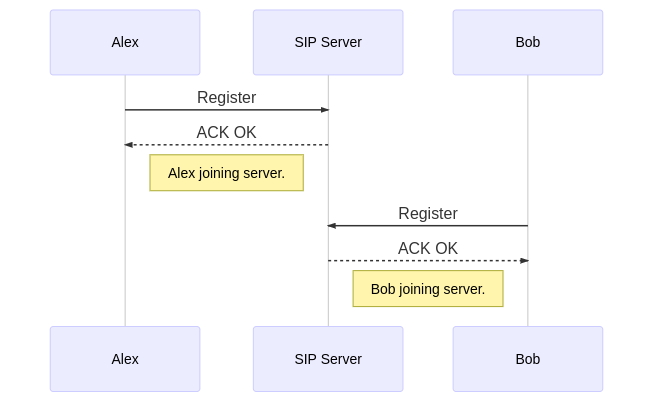 Alex
SIP Server
Bob
Register
ACK OK
Alex joining server.
Register
ACK OK
Bob joining server.
Alex
SIP Server
Bob